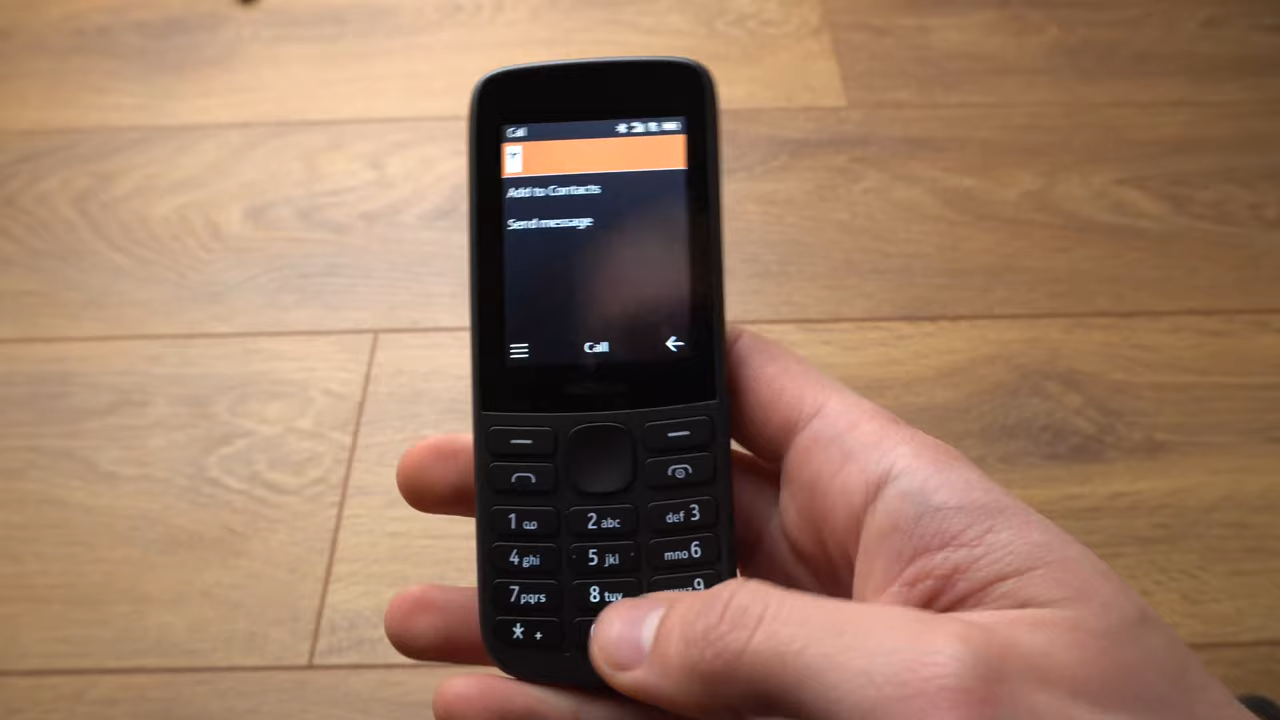 Call
Add to Contacts
Send message
Call
1
2 abc
def 3
4 ghi
5 jkl
mno 6
7 pqrs
8 tuv
9
* +